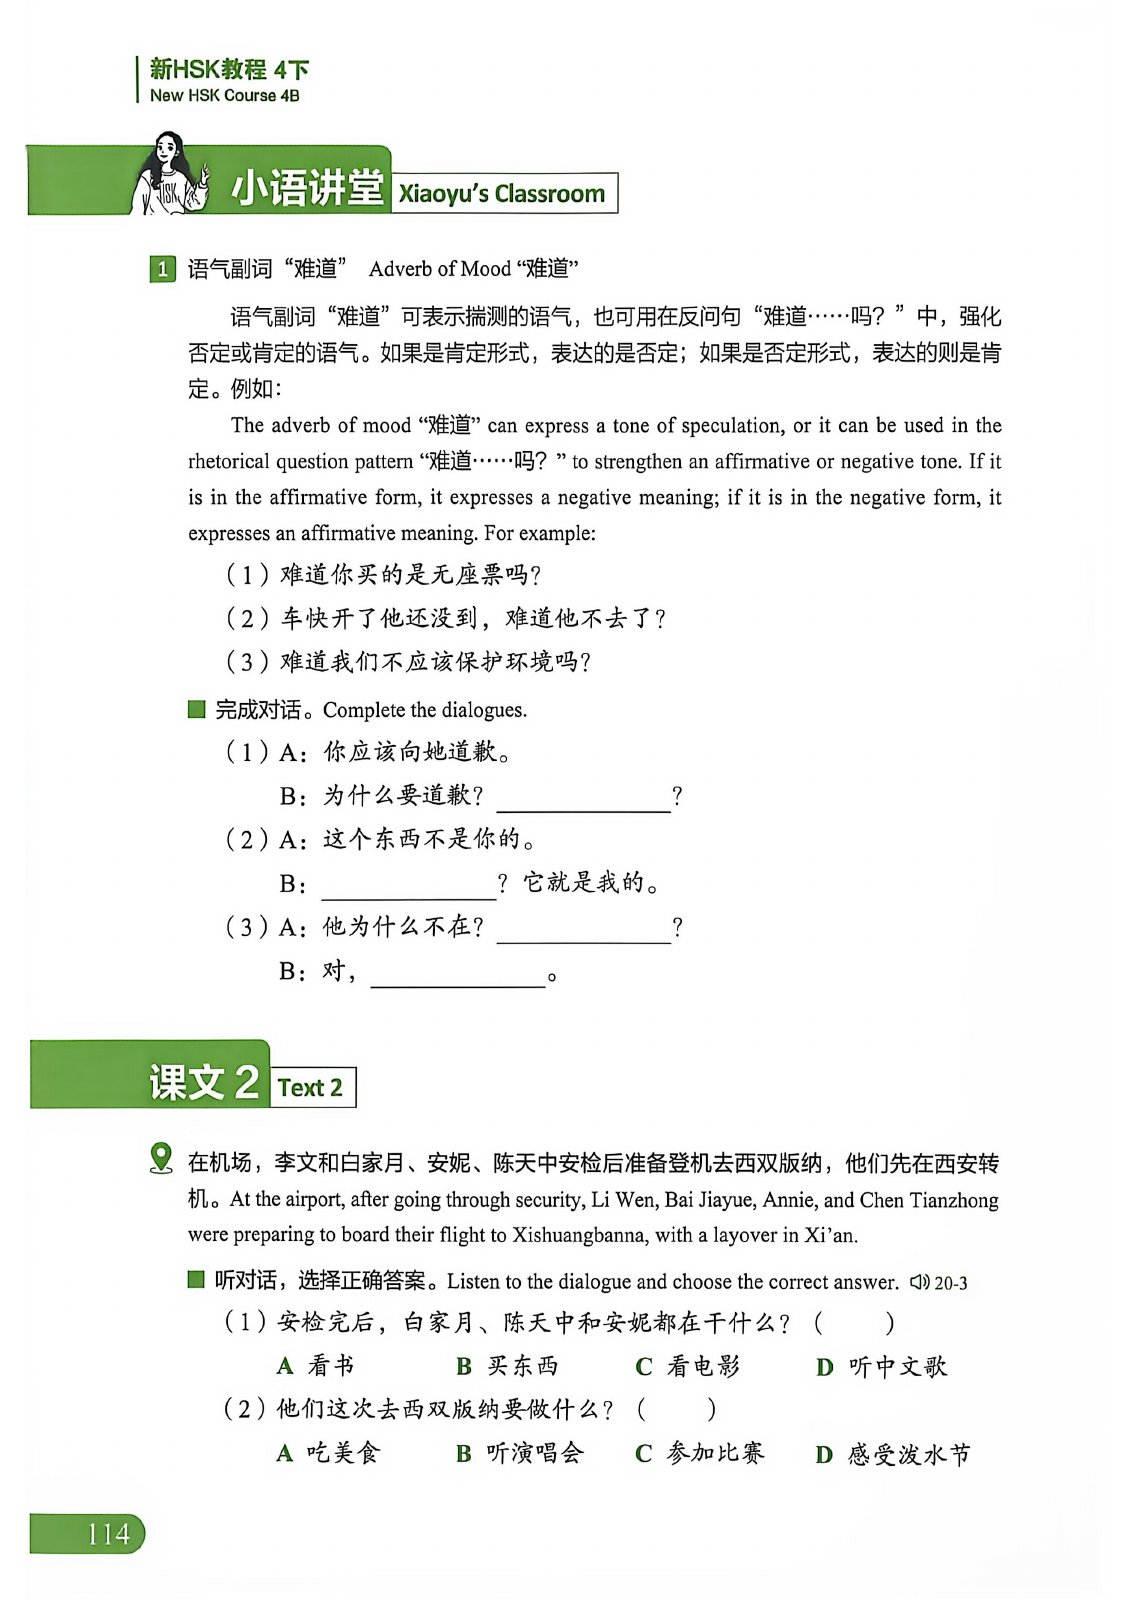 新HSK教程 4下
New HSK Course 4B
HSK
小语讲堂 Xiaoyu's Classroom
1 语气副词“难道” Adverb of Mood “难道”
语气副词“难道”可表示揣测的语气，也可用在反问句“难道……吗？”中，强化
否定或肯定的语气。如果是肯定形式，表达的是否定；如果是否定形式，表达的则是肯
定。例如：
The adverb of mood “难道” can express a tone of speculation, or it can be used in the
rhetorical question pattern “难道……吗？” to strengthen an affirmative or negative tone. If it
is in the affirmative form, it expresses a negative meaning; if it is in the negative form, it
expresses an affirmative meaning. For example:
（1）难道你买的是无座票吗？
（2）车快开了他还没到，难道他不去了？
（3）难道我们不应该保护环境吗？
完成对话。Complete the dialogues.
（1）A：你应该向她道歉。
B：为什么要道歉？______________？
（2）A：这个东西不是你的。
B：______________？它就是我的。
（3）A：他为什么不在？______________？
B：对，______________。
课文 2 Text 2
在机场，李文和白家月、安妮、陈天中安检后准备登机去西双版纳，他们先在西安转
机。At the airport, after going through security, Li Wen, Bai Jiayue, Annie, and Chen Tianzhong
were preparing to board their flight to Xishuangbanna, with a layover in Xi’an.
听对话，选择正确答案。Listen to the dialogue and choose the correct answer. 20-3
（1）安检完后，白家月、陈天中和安妮都在干什么？（ ）
A 看书 B 买东西 C 看电影 D 听中文歌
（2）他们这次去西双版纳要做什么？（ ）
A 吃美食 B 听演唱会 C 参加比赛 D 感受泼水节
114